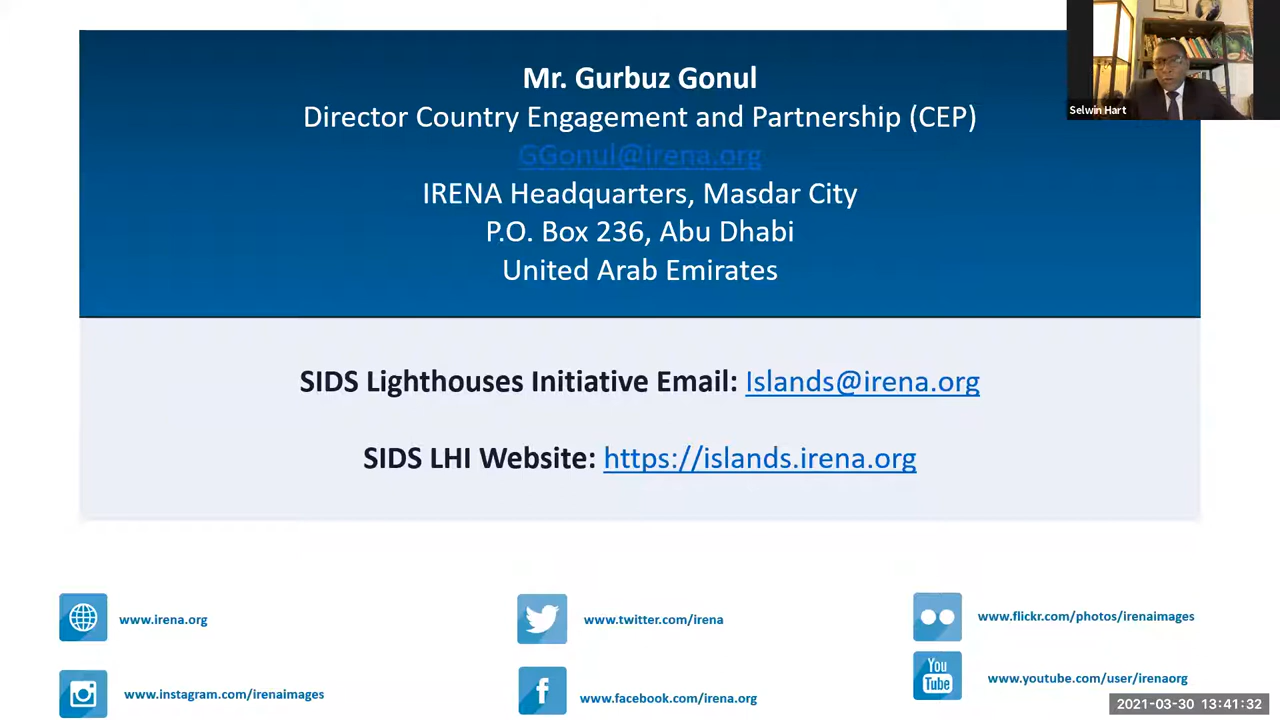 Mr. Gurbuz Gonul
Director Country Engagement and Partnership (CEP)
GGonul@irena.org
IRENA Headquarters, Masdar City
P.O. Box 236, Abu Dhabi
United Arab Emirates
Selwin Hart
SIDS Lighthouses Initiative Email: Islands@irena.org
SIDS LHI Website: https://islands.irena.org
www.irena.org
www.twitter.com/irena
www.flickr.com/photos/irenaimages
www.instagram.com/irenaimages
www.facebook.com/irena.org
You
Tube
www.youtube.com/user/irenaorg
2021-03-30 13:41:32